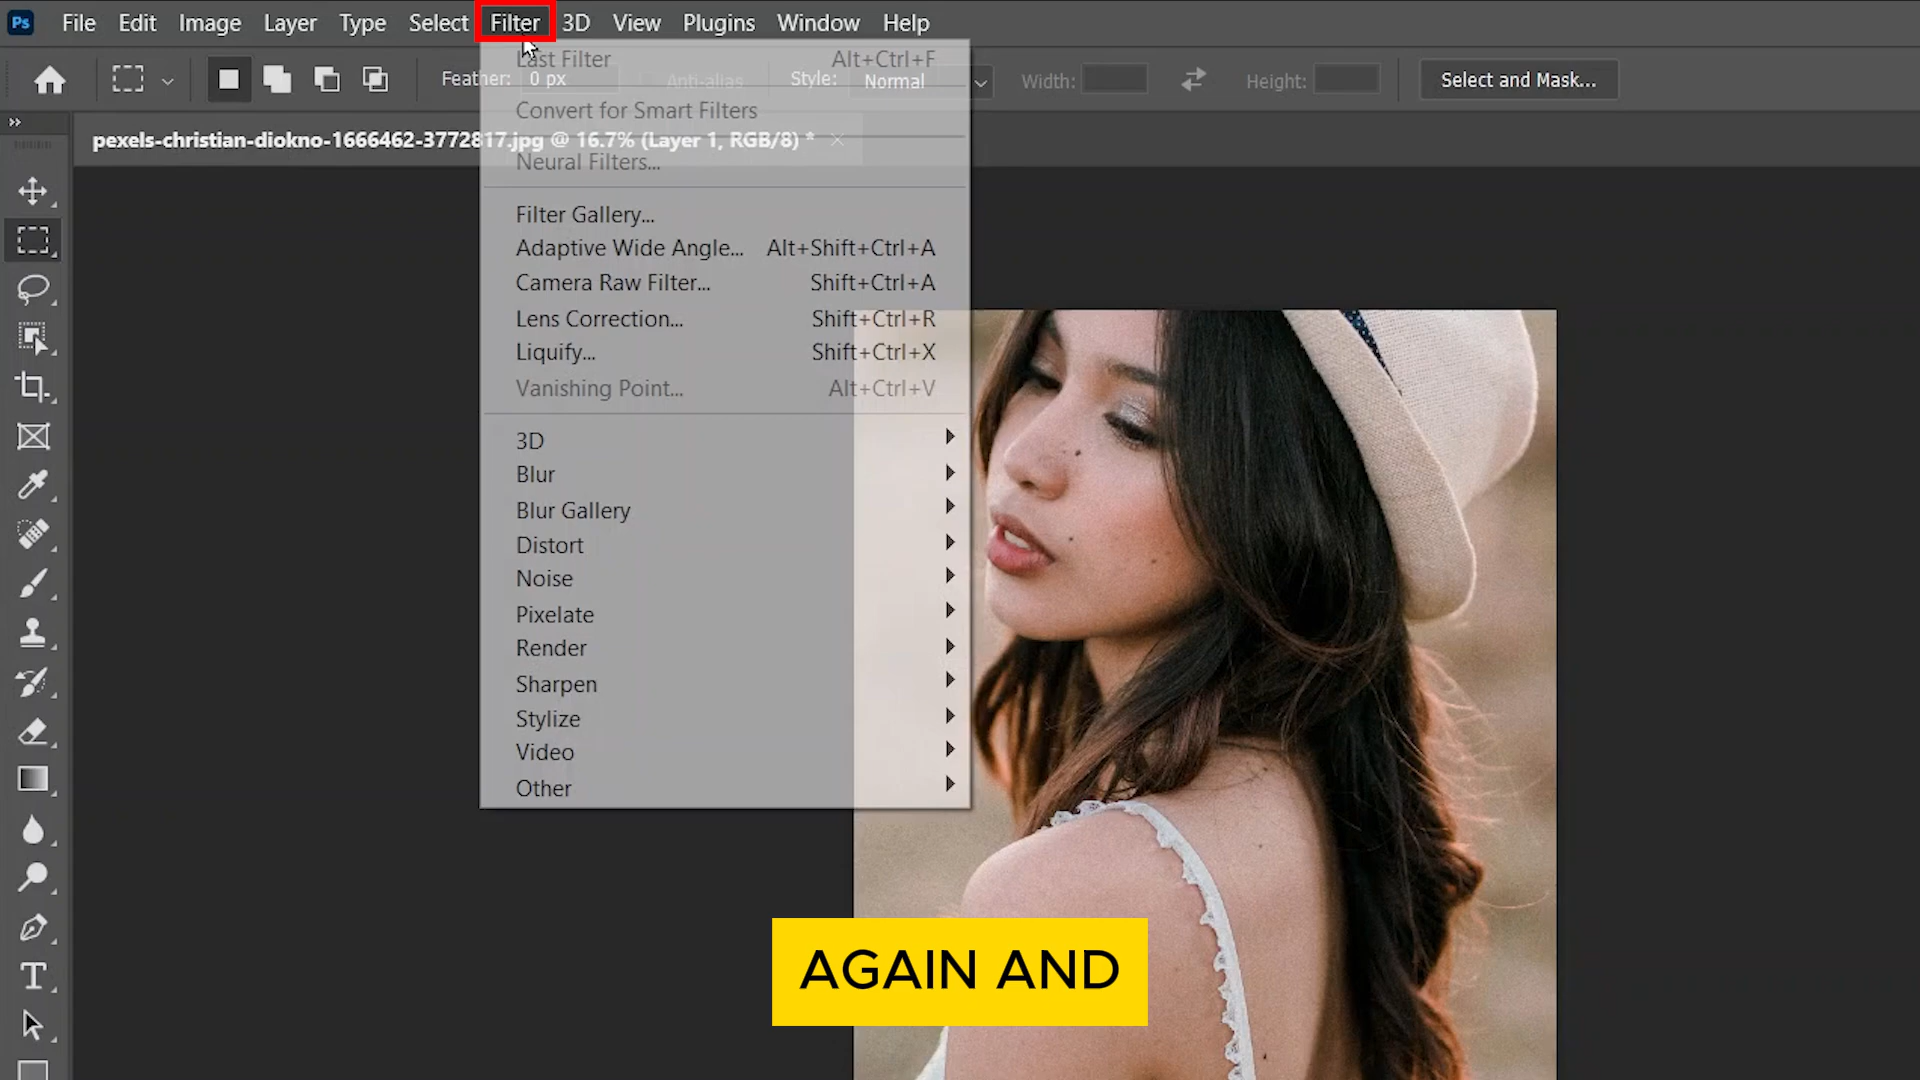 Ps File Edit Image Layer Type Select Filter 3D View Plugins Window Help
Feather: 0 px Anti-alias Style: Normal Width: Height: Select and Mask...
pexels-christian-diokno-1666462-3772817.jpg @ 16.7% (Layer 1, RGB/8) *
Last Filter Alt+Ctrl+F
Convert for Smart Filters
Neural Filters...
Filter Gallery...
Adaptive Wide Angle... Alt+Shift+Ctrl+A
Camera Raw Filter... Shift+Ctrl+A
Lens Correction... Shift+Ctrl+R
Liquify... Shift+Ctrl+X
Vanishing Point... Alt+Ctrl+V
3D
Blur
Blur Gallery
Distort
Noise
Pixelate
Render
Sharpen
Stylize
Video
Other
AGAIN AND